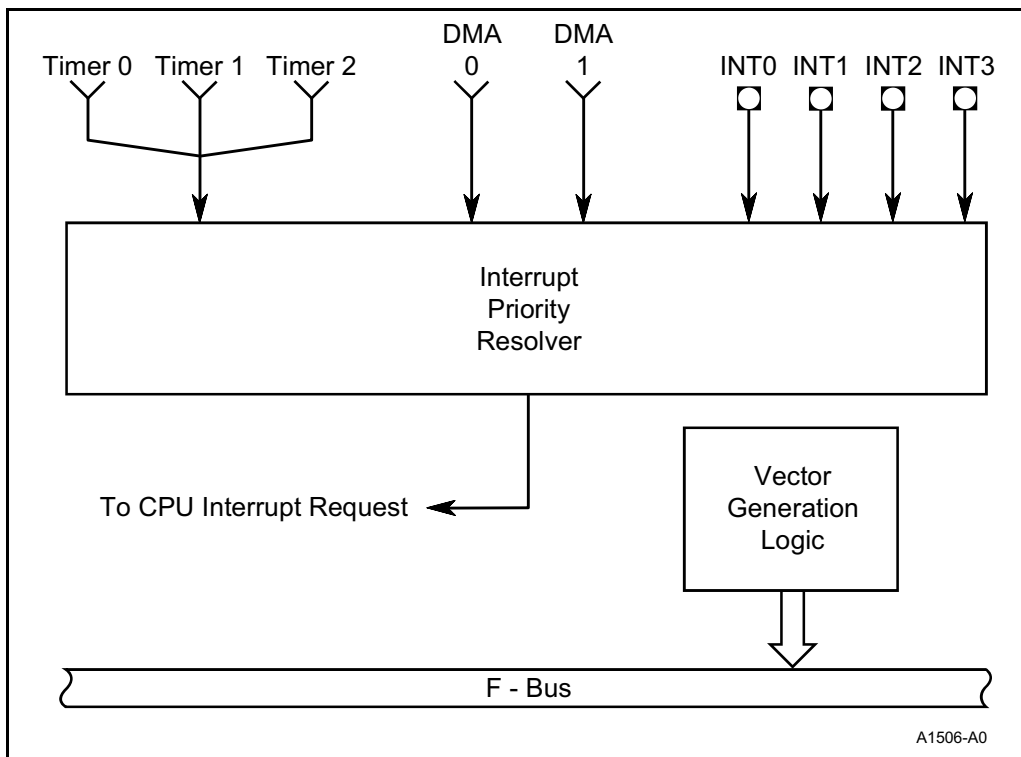 Timer 0 Timer 1 Timer 2
DMA
0
DMA
1
INT0 INT1 INT2 INT3
Interrupt
Priority
Resolver
To CPU Interrupt Request
Vector
Generation
Logic
F - Bus
A1506-A0